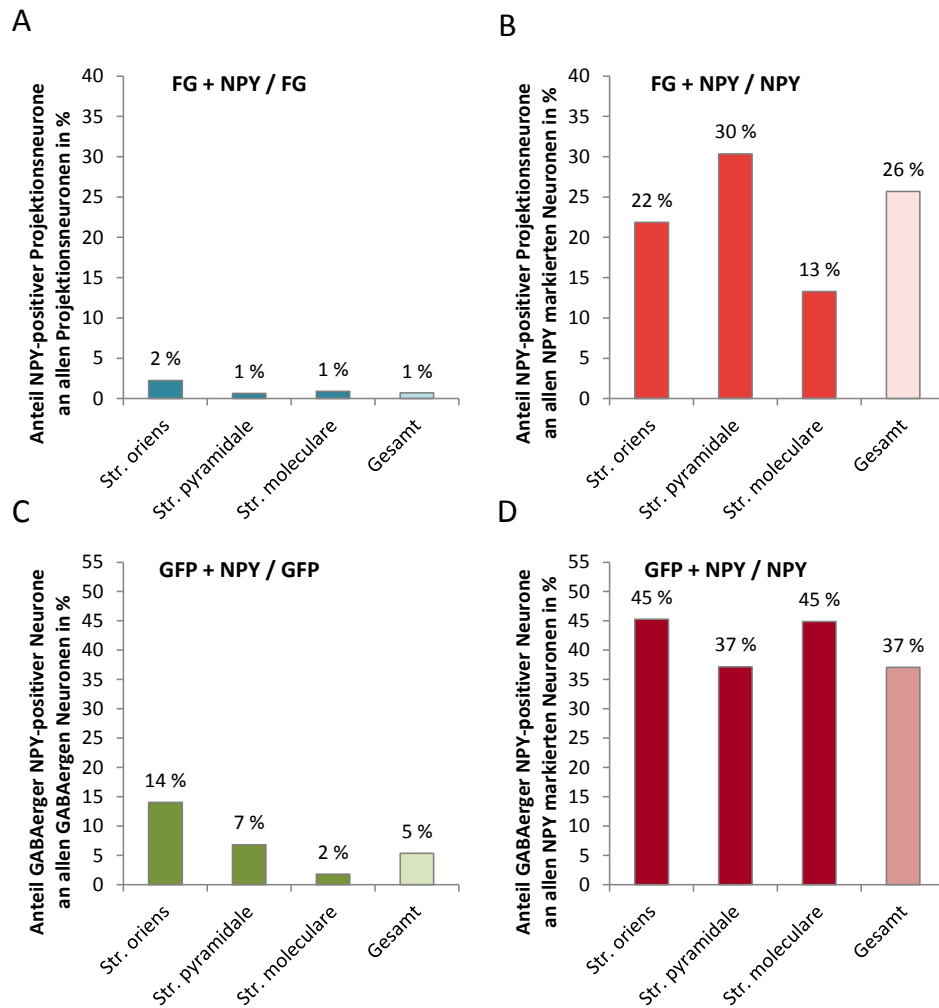 A
FG + NPY / FG
Anteil NPY-positiver Projektionsneurone
an allen Projektionsneuronen in %
40
35
30
25
20
15
10
5
0
2 %
1 %
1 %
1 %
Str. oriens
Str. pyramidale
Str. moleculare
Gesamt
B
FG + NPY / NPY
Anteil NPY-positiver Projektionsneurone
an allen NPY markierten Neuronen in %
40
35
30
25
20
15
10
5
0
22 %
30 %
13 %
26 %
Str. oriens
Str. pyramidale
Str. moleculare
Gesamt
C
GFP + NPY / GFP
Anteil GABAerger NPY-positiver Neurone
an allen GABAergen Neuronen in %
55
50
45
40
35
30
25
20
15
10
5
0
14 %
7 %
2 %
5 %
Str. oriens
Str. pyramidale
Str. moleculare
Gesamt
D
GFP + NPY / NPY
Anteil GABAerger NPY-positiver Neurone
an allen NPY markierten Neuronen in %
55
50
45
40
35
30
25
20
15
10
5
0
45 %
37 %
45 %
37 %
Str. oriens
Str. pyramidale
Str. moleculare
Gesamt